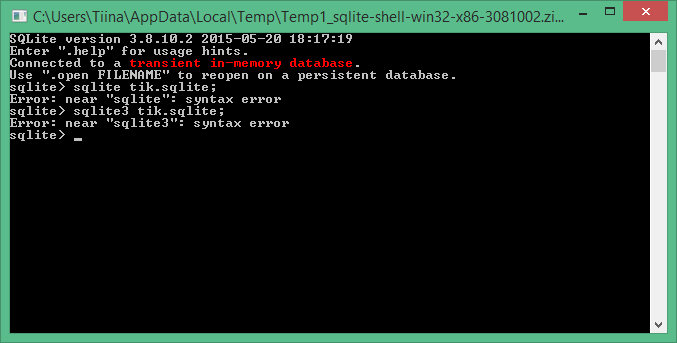 C:\Users\Tiina\AppData\Local\Temp\Temp1_sqlite-shell-win32-x86-3081002.zi...
SQLite version 3.8.10.2 2015-05-20 18:17:19
Enter ".help" for usage hints.
Connected to a transient in-memory database.
Use ".open FILENAME" to reopen on a persistent database.
sqlite> sqlite tik.sqlite;
Error: near "sqlite": syntax error
sqlite> sqlite3 tik.sqlite;
Error: near "sqlite3": syntax error
sqlite> _